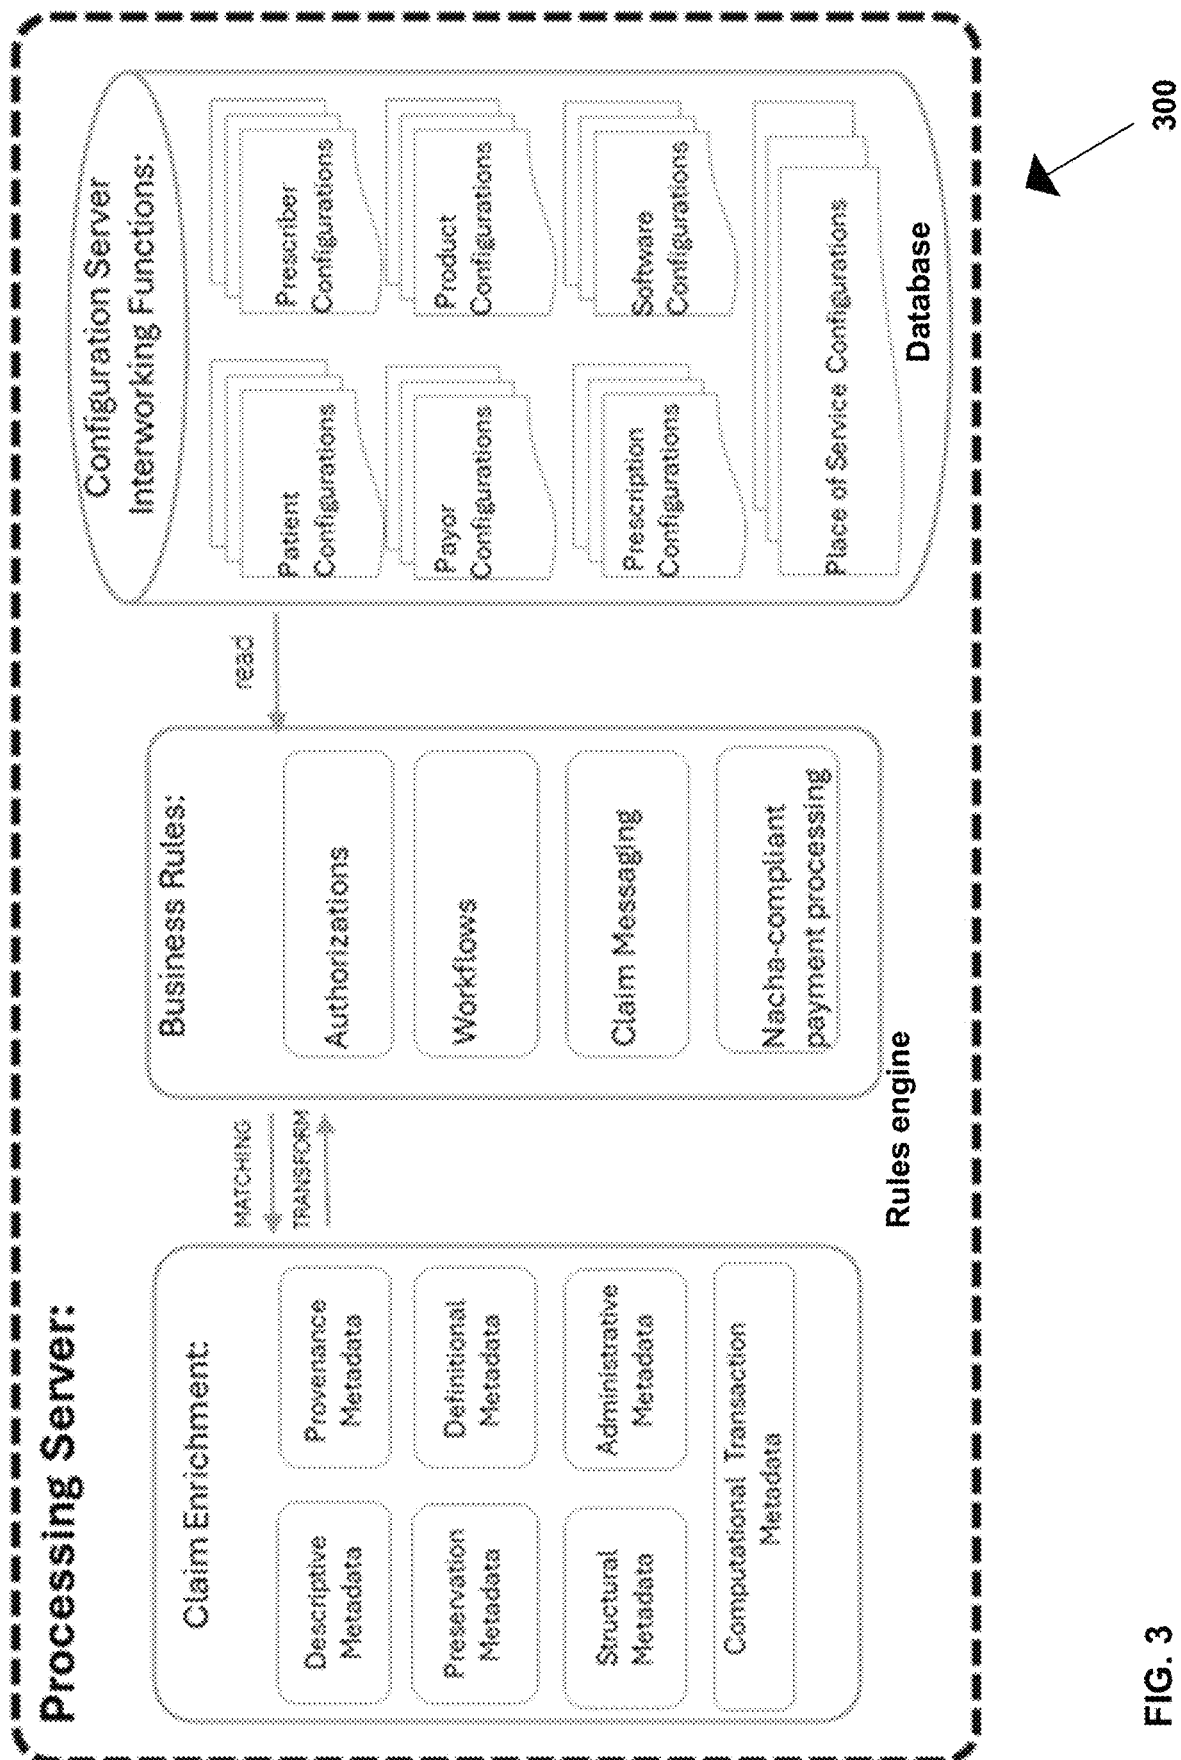 Processing Server:
Claim Enrichment:
Descriptive
Metadata
Provenance
Metadata
Preservation
Metadata
Definitional
Metadata
Structural
Metadata
Administrative
Metadata
Computational Transaction
Metadata
MATCHING
TRANSFORM
Business Rules:
Authorizations
Workflows
Claim Messaging
Nacha-compliant
payment processing
Rules engine
read
Configuration Server
Interworking Functions:
Patient
Configurations
Prescriber
Configurations
Payor
Configurations
Product
Configurations
Prescription
Configurations
Software
Configurations
Place of Service Configurations
Database
300
FIG. 3